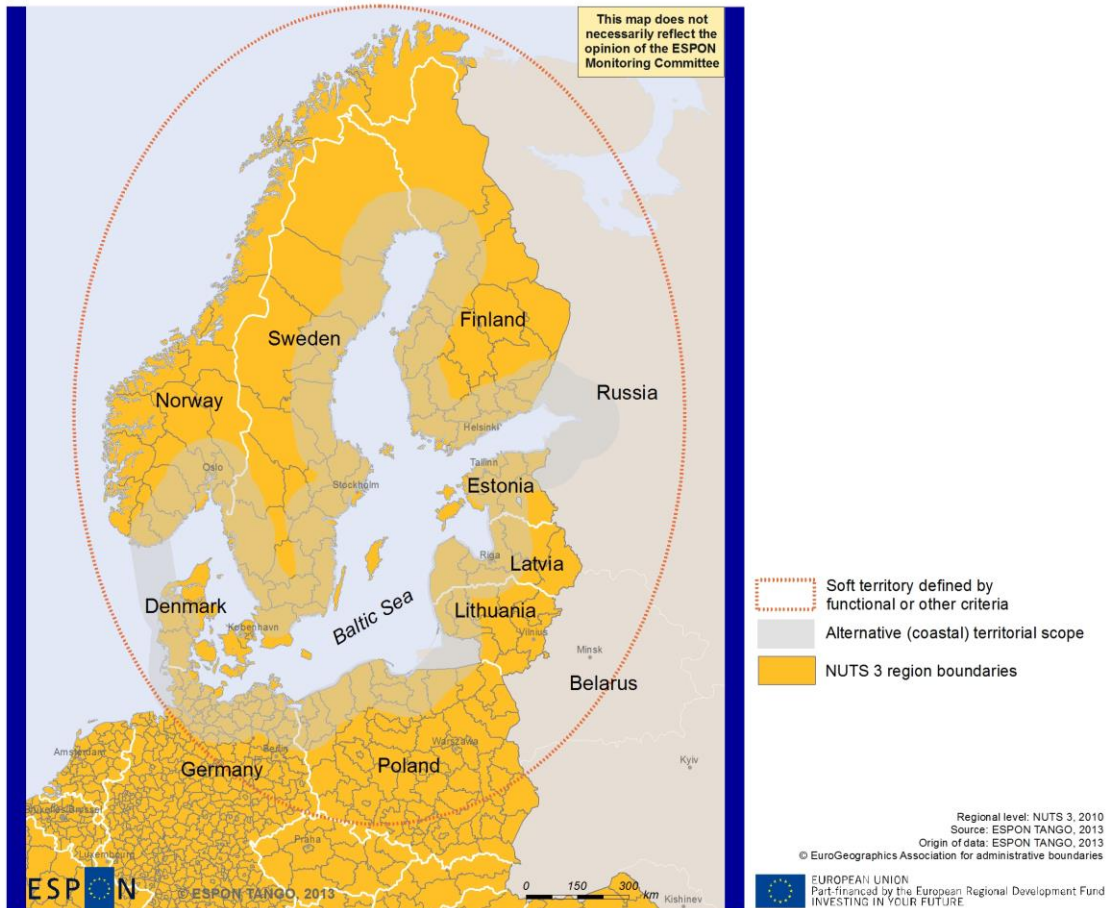 This map does not
necessarily reflect the
opinion of the ESPON
Monitoring Committee
Finland
Sweden
Norway
Russia
Helsinki
Oslo
Tallinn
Stockholm
Estonia
Riga
Latvia
Denmark
Baltic Sea
Lithuania
København
Vilnius
Minsk
Belarus
Amsterdam
Berlin
Warszawa
Germany
Poland
Kyiv
Bruxelles/Brussel
Praha
Luxembourg
Kishinev
ESPON
© ESPON TANGO, 2013
0 150 300
km
Soft territory defined by
functional or other criteria
Alternative (coastal) territorial scope
NUTS 3 region boundaries
Regional level: NUTS 3, 2010
Source: ESPON TANGO, 2013
Origin of data: ESPON TANGO, 2013
© EuroGeographics Association for administrative boundaries
EUROPEAN UNION
Part-financed by the European Regional Development Fund
INVESTING IN YOUR FUTURE